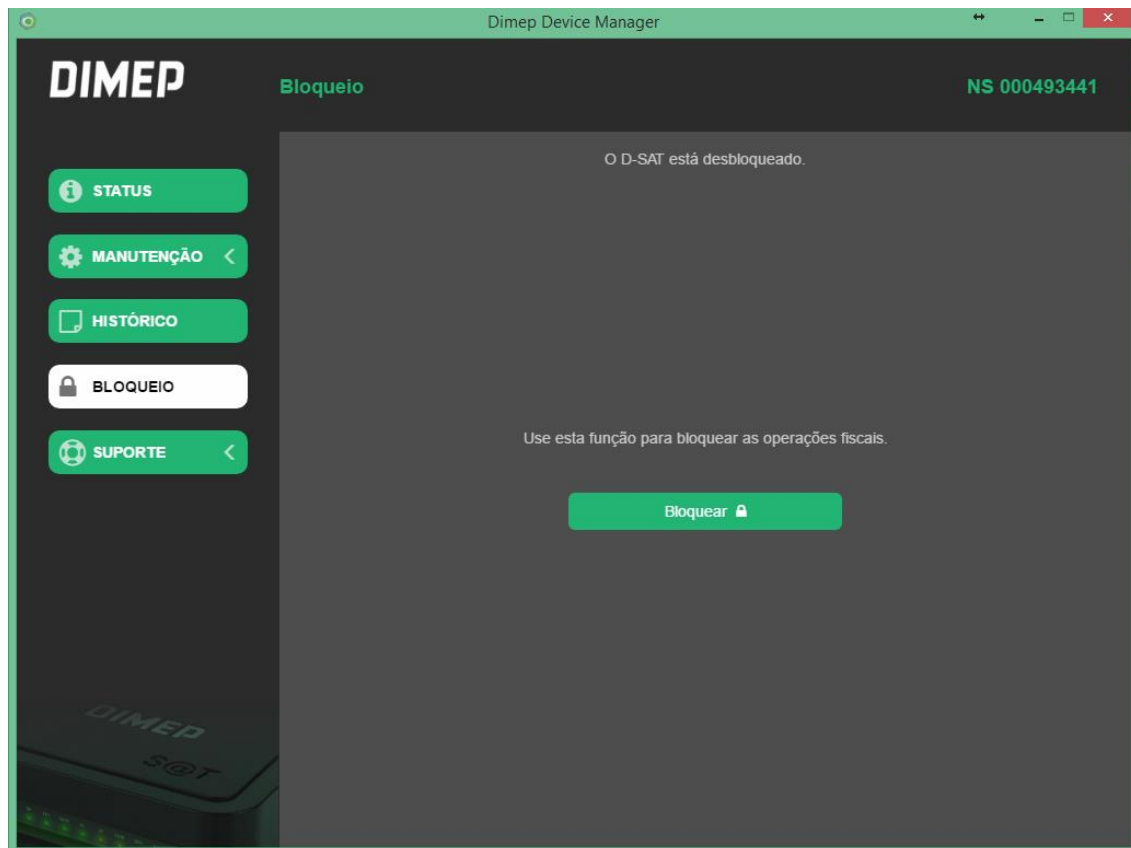 Dimep Device Manager
DIMEP
Bloqueio
NS 000493441
O D-SAT está desbloqueado.
STATUS
MANUTENÇÃO
HISTÓRICO
BLOQUEIO
SUPORTE
Use esta função para bloquear as operações fiscais.
Bloquear
DIMEP
S@T